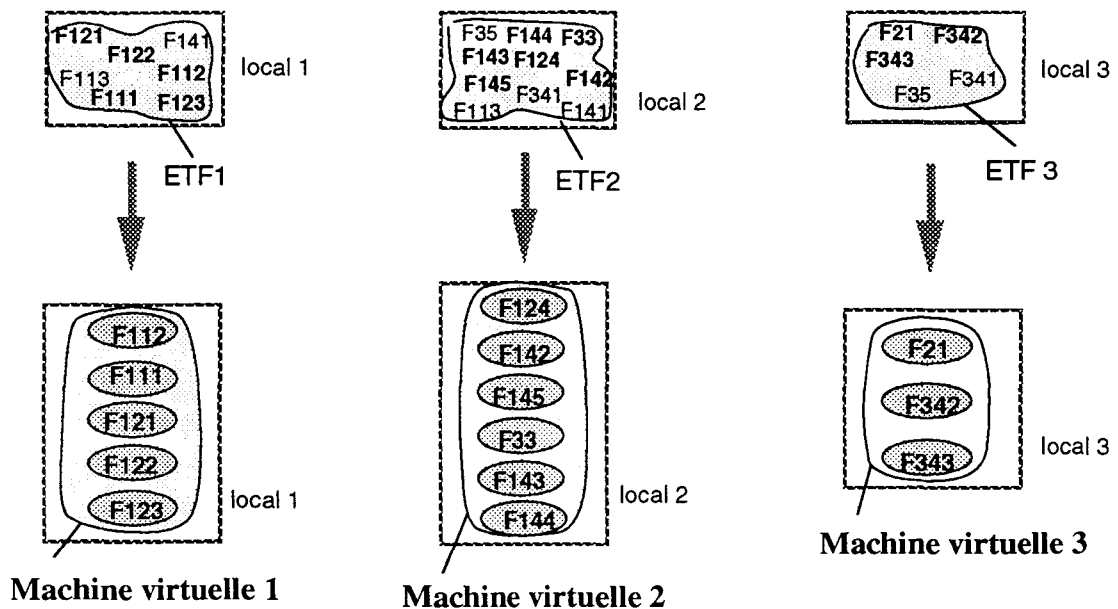 F121
F141
F122
F113
F112
F111
F123
local 1
ETF1
F35
F144
F33
F143
F124
F145
F142
F341
F113
F141
local 2
ETF2
F21
F342
F343
F341
F35
local 3
ETF 3
F112
F111
F121
F122
F123
local 1
Machine virtuelle 1
F124
F142
F145
F33
F143
F144
local 2
Machine virtuelle 2
F21
F342
F343
local 3
Machine virtuelle 3